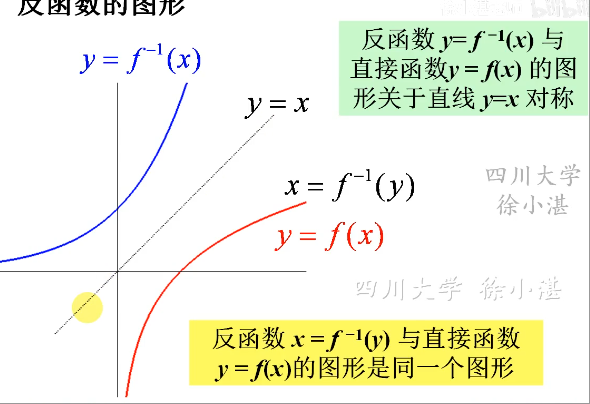 反函数的图形
y = f⁻¹(x)
反函数 y= f ⁻¹(x) 与
直接函数y = f(x) 的图
形关于直线 y=x 对称
y = x
x = f⁻¹(y)
y = f(x)
四川大学
徐小湛
四川大学 徐小湛
反函数 x = f ⁻¹(y) 与直接函数
y = f(x)的图形是同一个图形